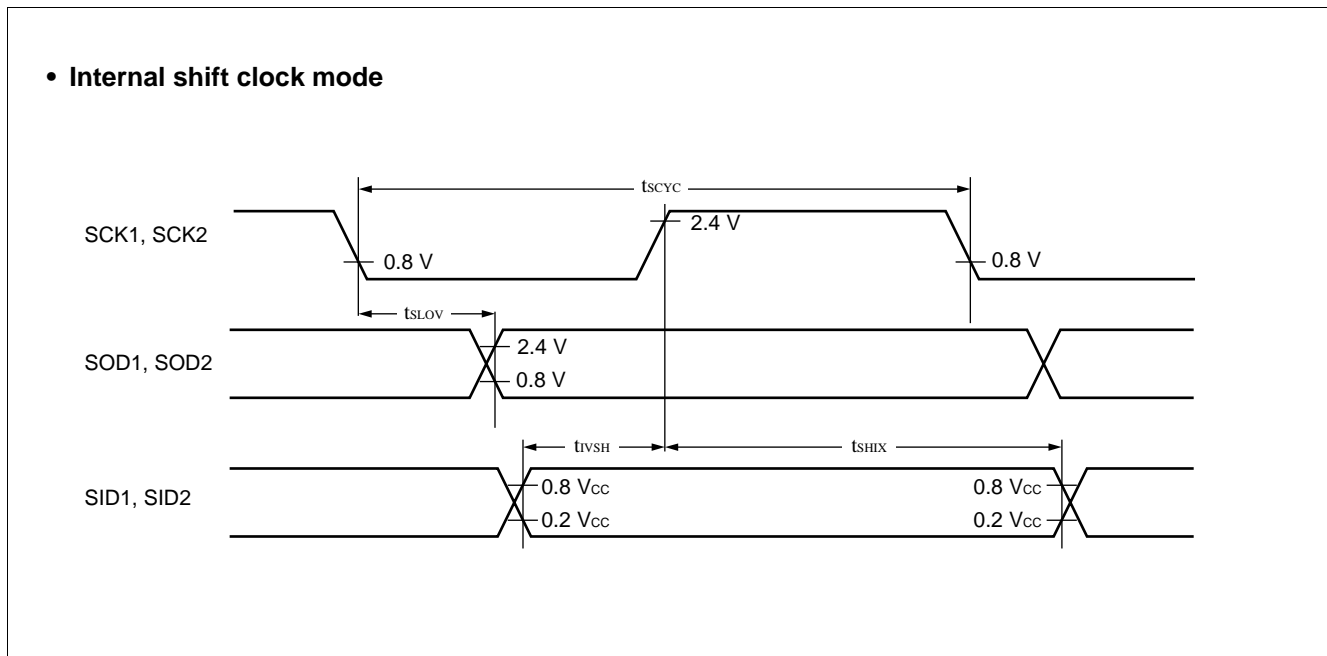 • Internal shift clock mode
tSCYC
SCK1, SCK2
2.4 V
0.8 V
0.8 V
tSLOV
SOD1, SOD2
2.4 V
0.8 V
tIVSH
tSHIX
SID1, SID2
0.8 VCC
0.8 VCC
0.2 VCC
0.2 VCC